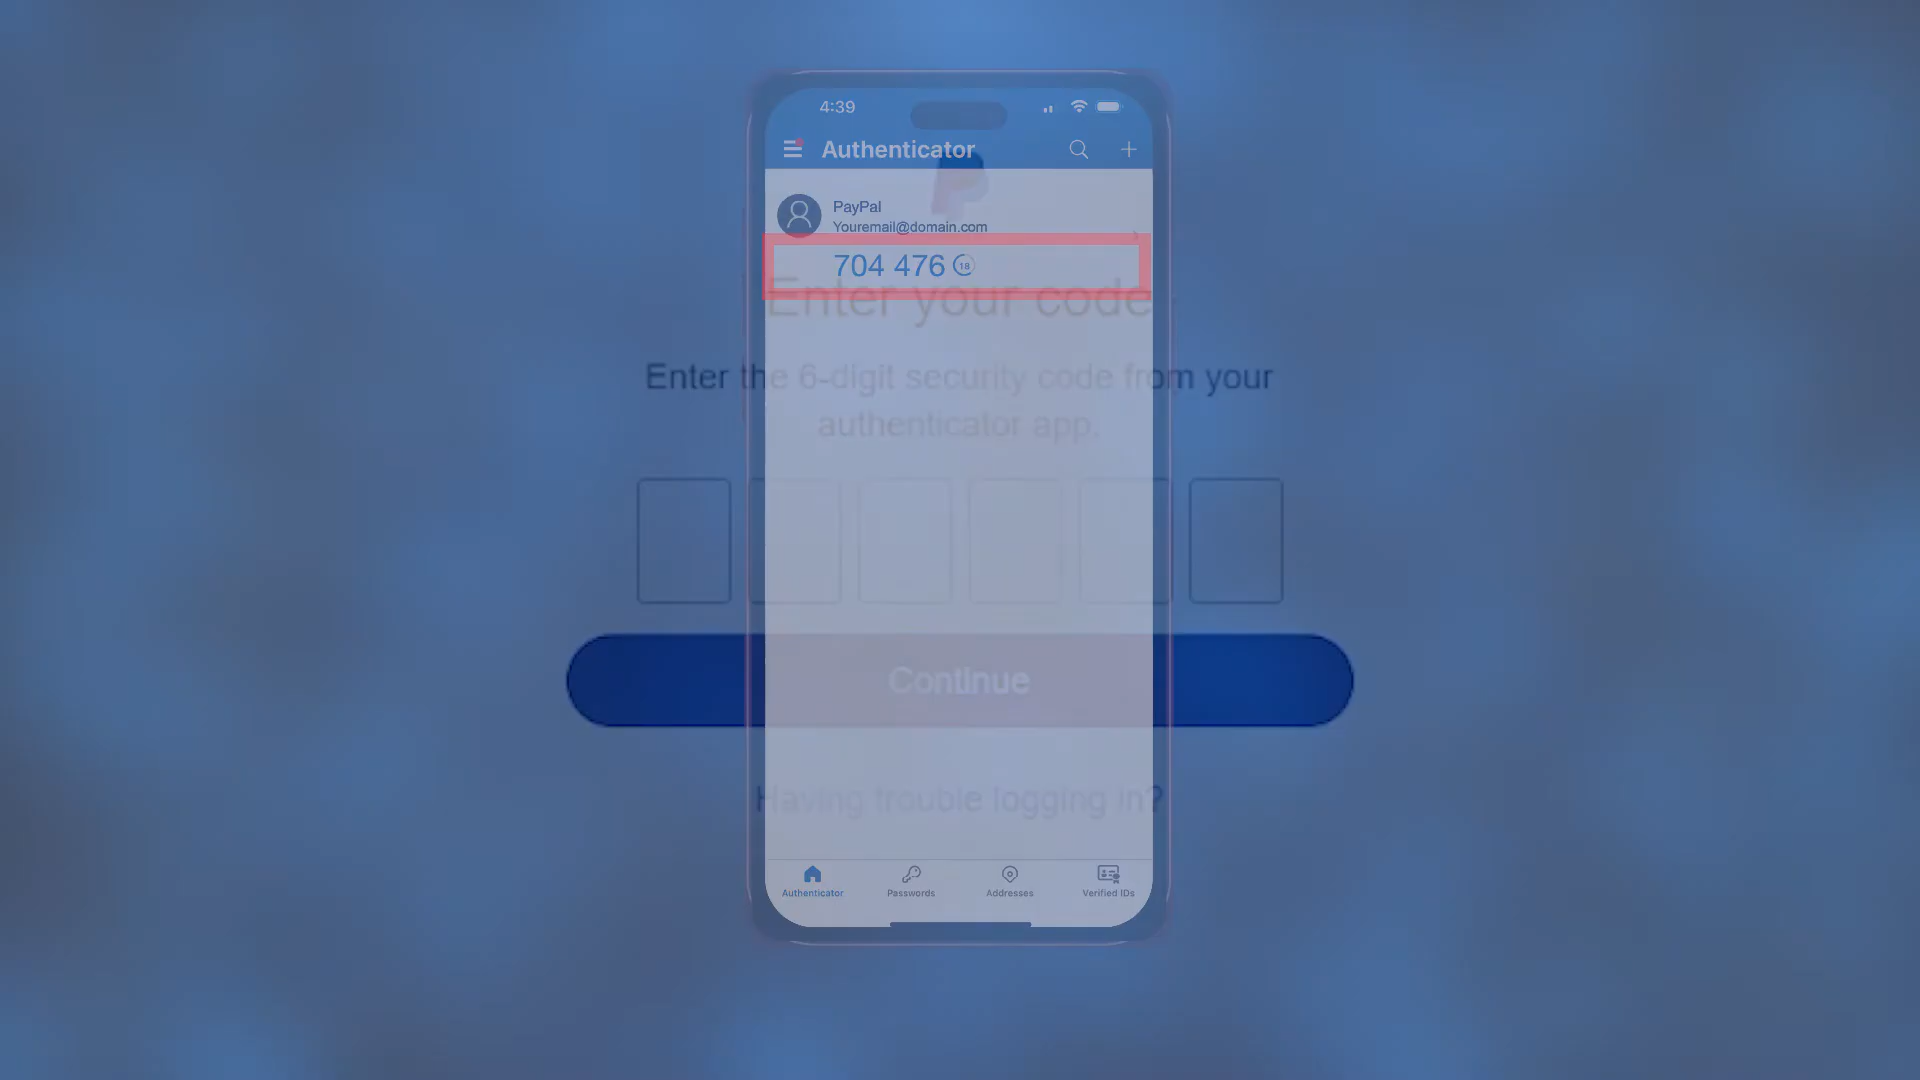 4:39
Authenticator
PayPal
Youremail@domain.com
704 476 18
Enter your code
Enter the 6-digit security code from your
authenticator app.
Continue
Having trouble logging in?
Authenticator Passwords Addresses Verified IDs